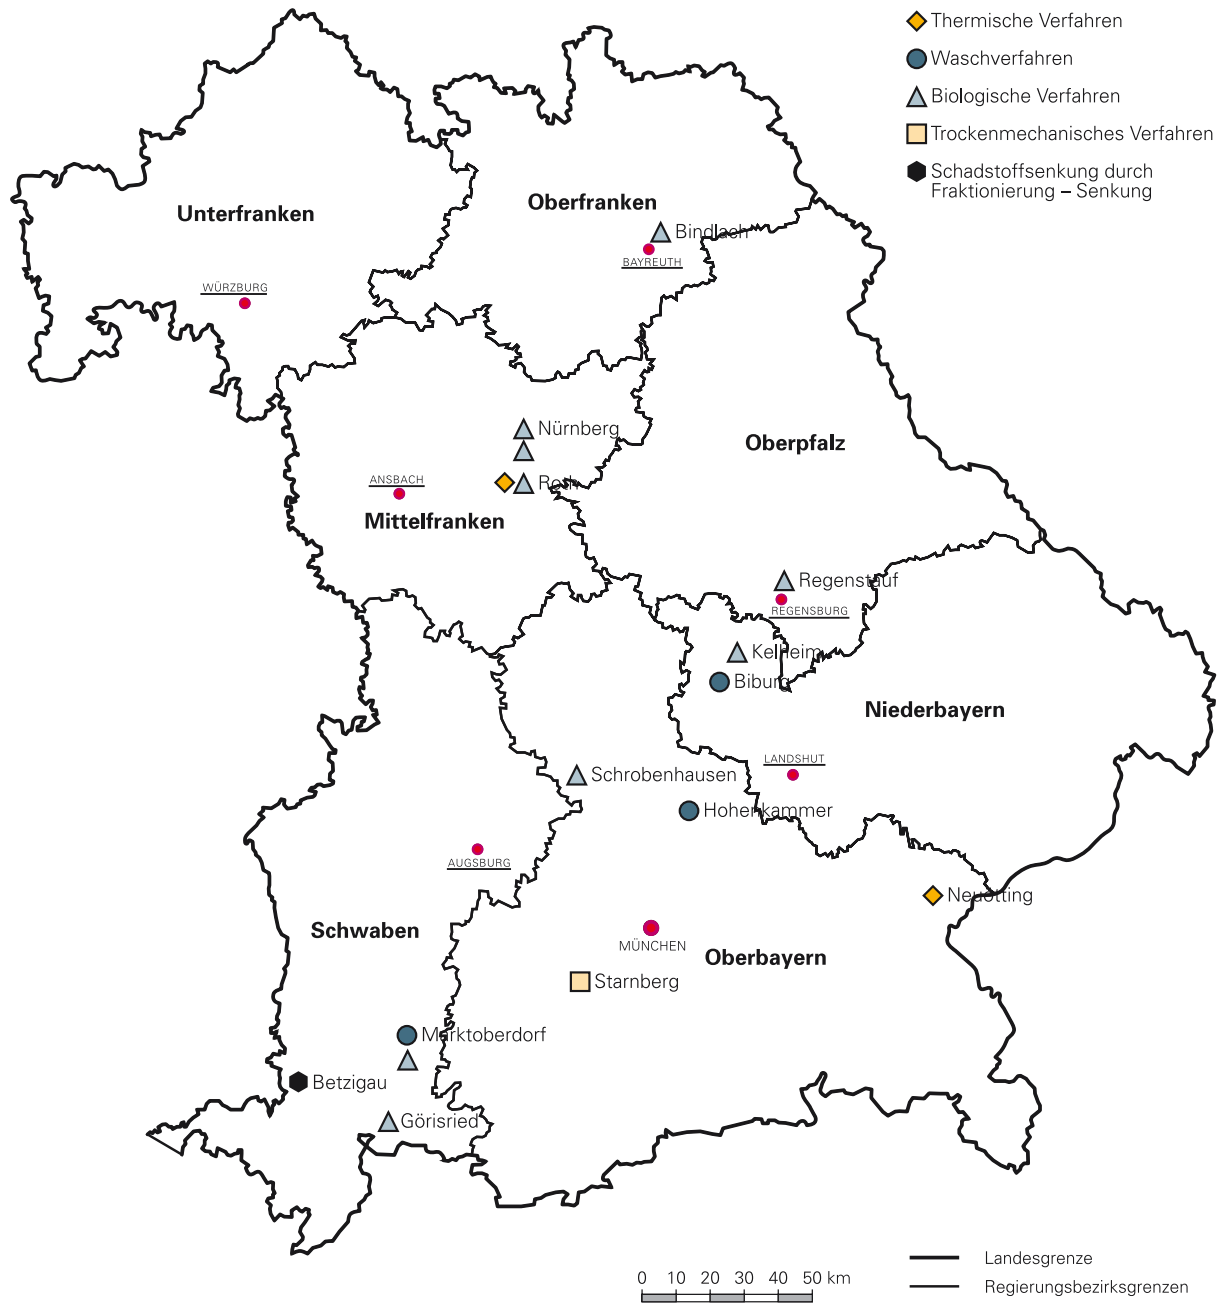 Thermische Verfahren
Waschverfahren
Biologische Verfahren
Trockenmechanisches Verfahren
Schadstoffsenkung durch
Fraktionierung – Senkung
Unterfranken
Oberfranken
Bindlach
BAYREUTH
WÜRZBURG
Nürnberg
Oberpfalz
ANSBACH
Roth
Mittelfranken
Regenstauf
REGENSBURG
Kelheim
Biburg
Niederbayern
LANDSHUT
Schrobenhausen
Hohenkammer
AUGSBURG
Neuötting
Schwaben
MÜNCHEN
Oberbayern
Starnberg
Marktoberdorf
Betzigau
Görisried
Landesgrenze
0 10 20 30 40 50 km
Regierungsbezirksgrenzen